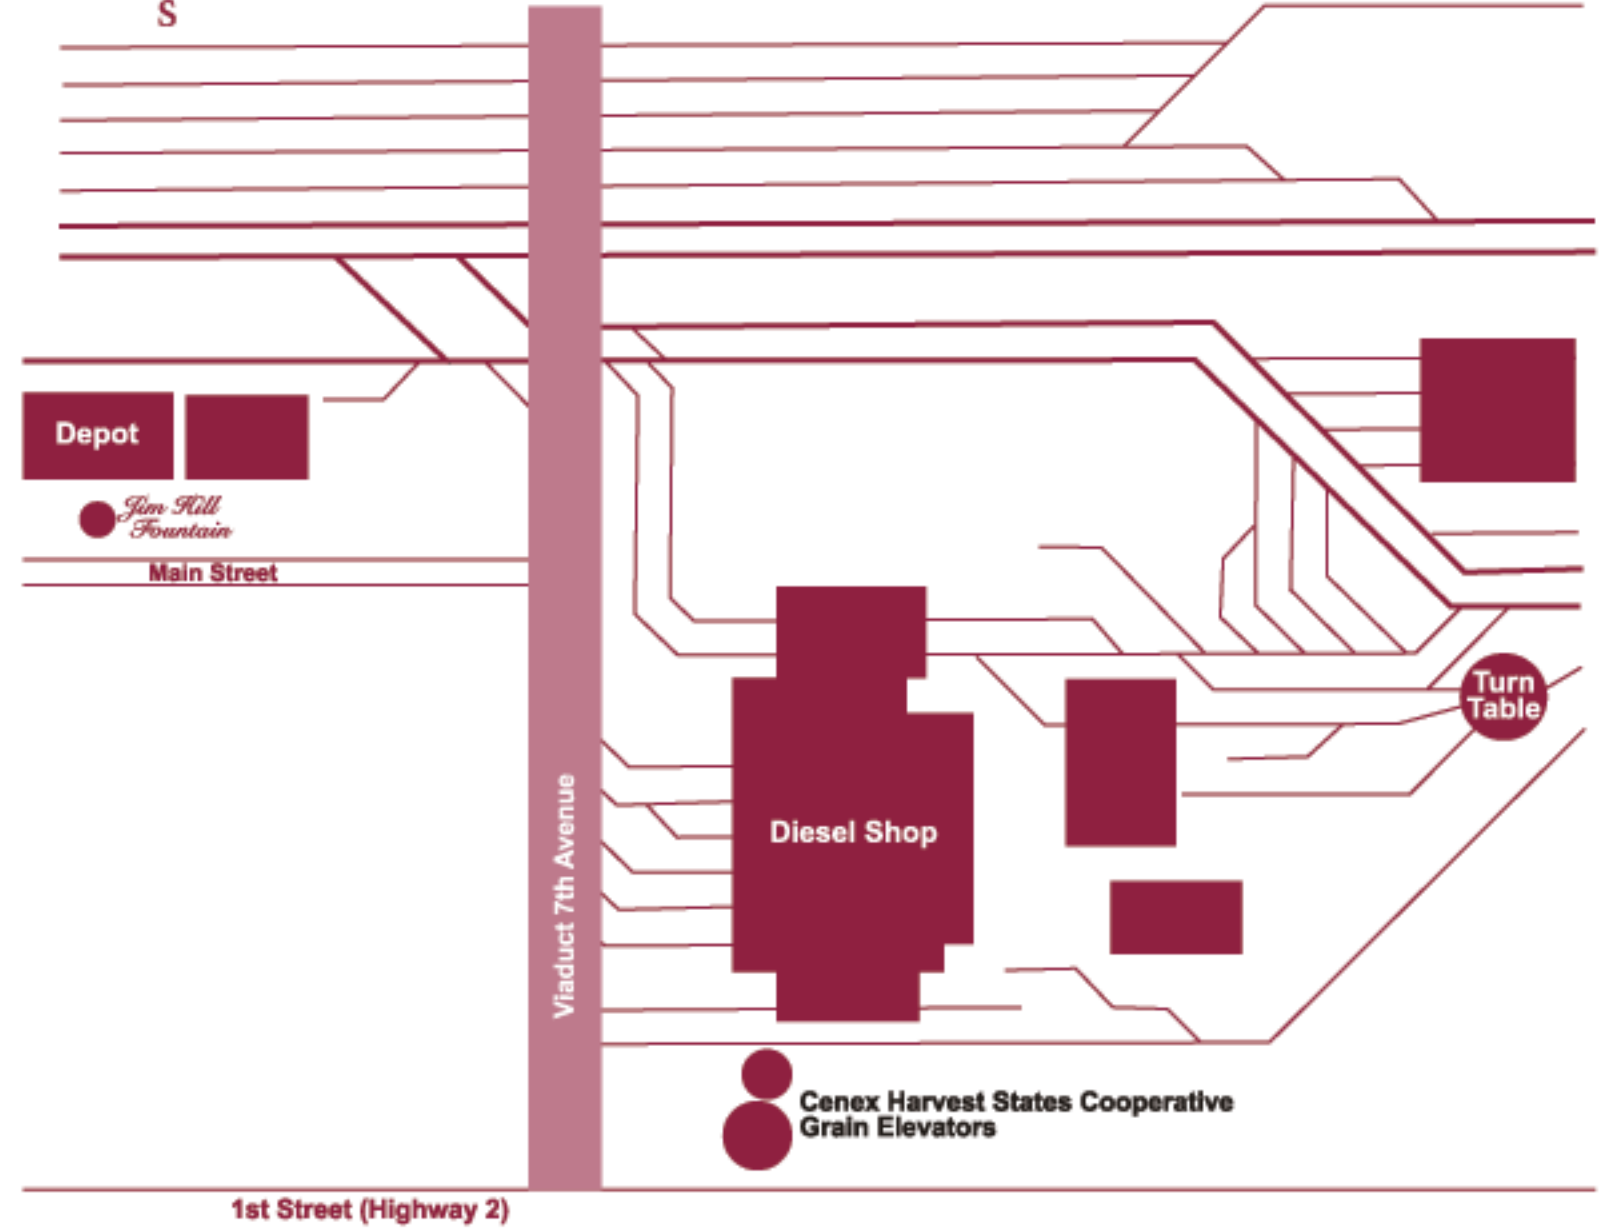 S
Depot
Jim Hill
Fountain
Main Street
Turn
Table
Viaduct 7th Avenue
Diesel Shop
Cenex Harvest States Cooperative
Grain Elevators
1st Street (Highway 2)